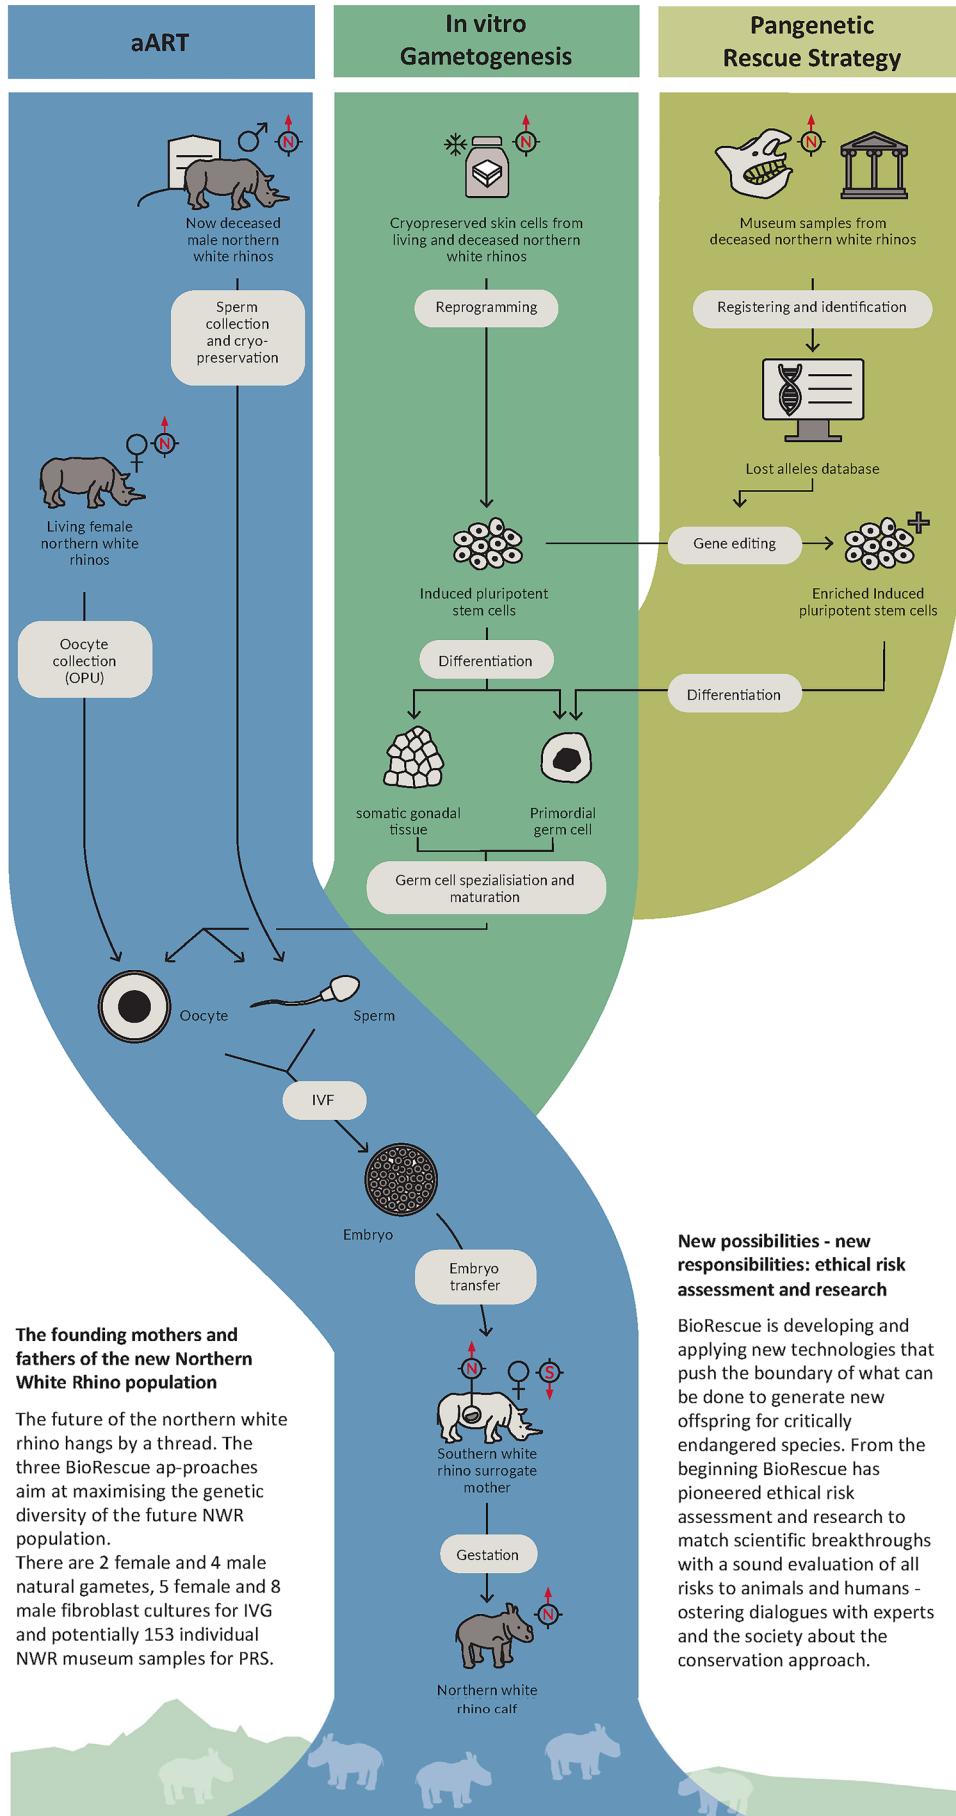 aART
In vitro
Gametogenesis
Pangenetic
Rescue Strategy
N
Now deceased
male northern
white rhinos
Sperm
collection
and cryo-
preservation
N
Living female
northern white
rhinos
Oocyte
collection
(OPU)
N
Cryopreserved skin cells from
living and deceased northern
white rhinos
Reprogramming
Induced pluripotent
stem cells
Differentiation
somatic gonadal
tissue
Primordial
germ cell
Germ cell spezialisiation and
maturation
N
Museum samples from
deceased northern white rhinos
Registering and identification
Lost alleles database
Gene editing
Enriched Induced
pluripotent stem cells
Differentiation
Oocyte
Sperm
IVF
Embryo
Embryo
transfer
N
S
Southern white
rhino surrogate
mother
Gestation
N
Northern white
rhino calf
The founding mothers and
fathers of the new Northern
White Rhino population
The future of the northern white
rhino hangs by a thread. The
three BioRescue ap-proaches
aim at maximising the genetic
diversity of the future NWR
population.
There are 2 female and 4 male
natural gametes, 5 female and 8
male fibroblast cultures for IVG
and potentially 153 individual
NWR museum samples for PRS.
New possibilities - new
responsibilities: ethical risk
assessment and research
BioRescue is developing and
applying new technologies that
push the boundary of what can
be done to generate new
offspring for critically
endangered species. From the
beginning BioRescue has
pioneered ethical risk
assessment and research to
match scientific breakthroughs
with a sound evaluation of all
risks to animals and humans -
ostering dialogues with experts
and the society about the
conservation approach.